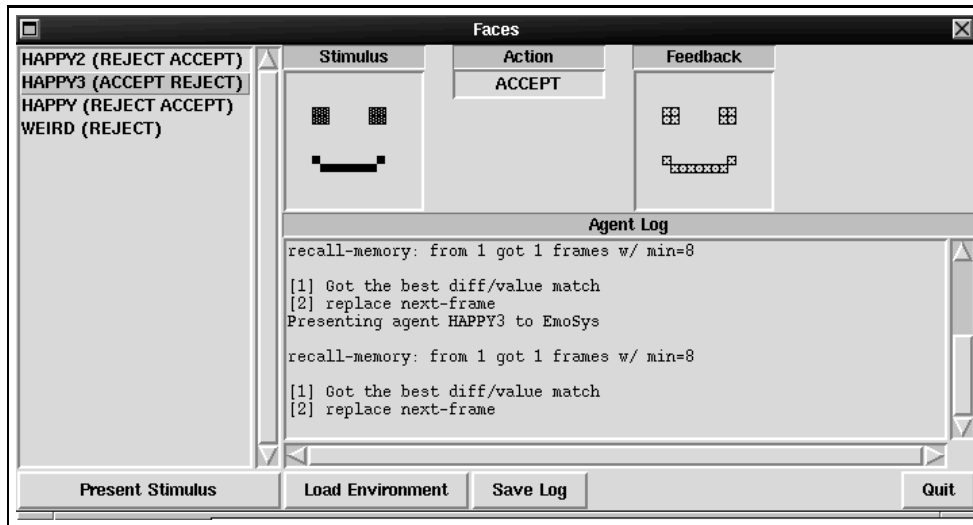 Faces
HAPPY2 (REJECT ACCEPT)
HAPPY3 (ACCEPT REJECT)
HAPPY (REJECT ACCEPT)
WEIRD (REJECT)
Stimulus
Action
Feedback
ACCEPT
Agent Log
recall-memory: from 1 got 1 frames w/ min=8
[1] Got the best diff/value match
[2] replace next-frame
Presenting agent HAPPY3 to EmoSys
recall-memory: from 1 got 1 frames w/ min=8
[1] Got the best diff/value match
[2] replace next-frame
Present Stimulus
Load Environment
Save Log
Quit